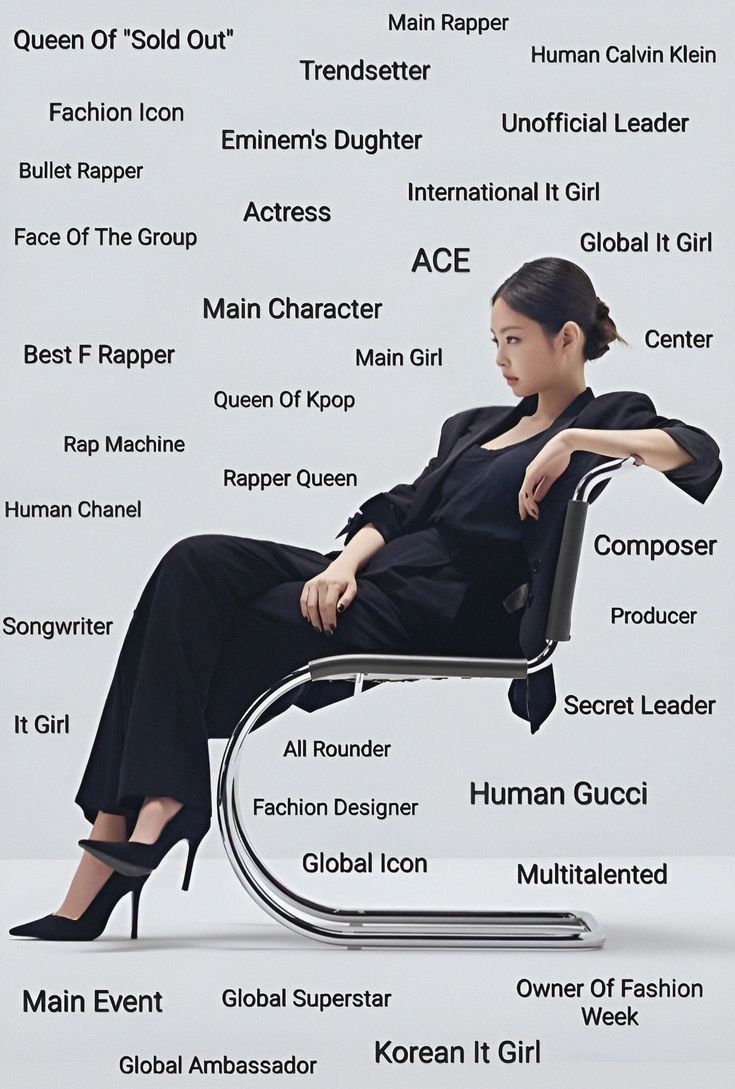 Main Rapper
Queen Of "Sold Out"
Human Calvin Klein
Trendsetter
Fachion Icon
Unofficial Leader
Eminem's Dughter
Bullet Rapper
International It Girl
Actress
Face Of The Group
Global It Girl
ACE
Main Character
Center
Best F Rapper
Main Girl
Queen Of Kpop
Rap Machine
Rapper Queen
Human Chanel
Composer
Producer
Songwriter
Secret Leader
It Girl
All Rounder
Human Gucci
Fachion Designer
Global Icon
Multitalented
Owner Of Fashion
Week
Main Event
Global Superstar
Korean It Girl
Global Ambassador